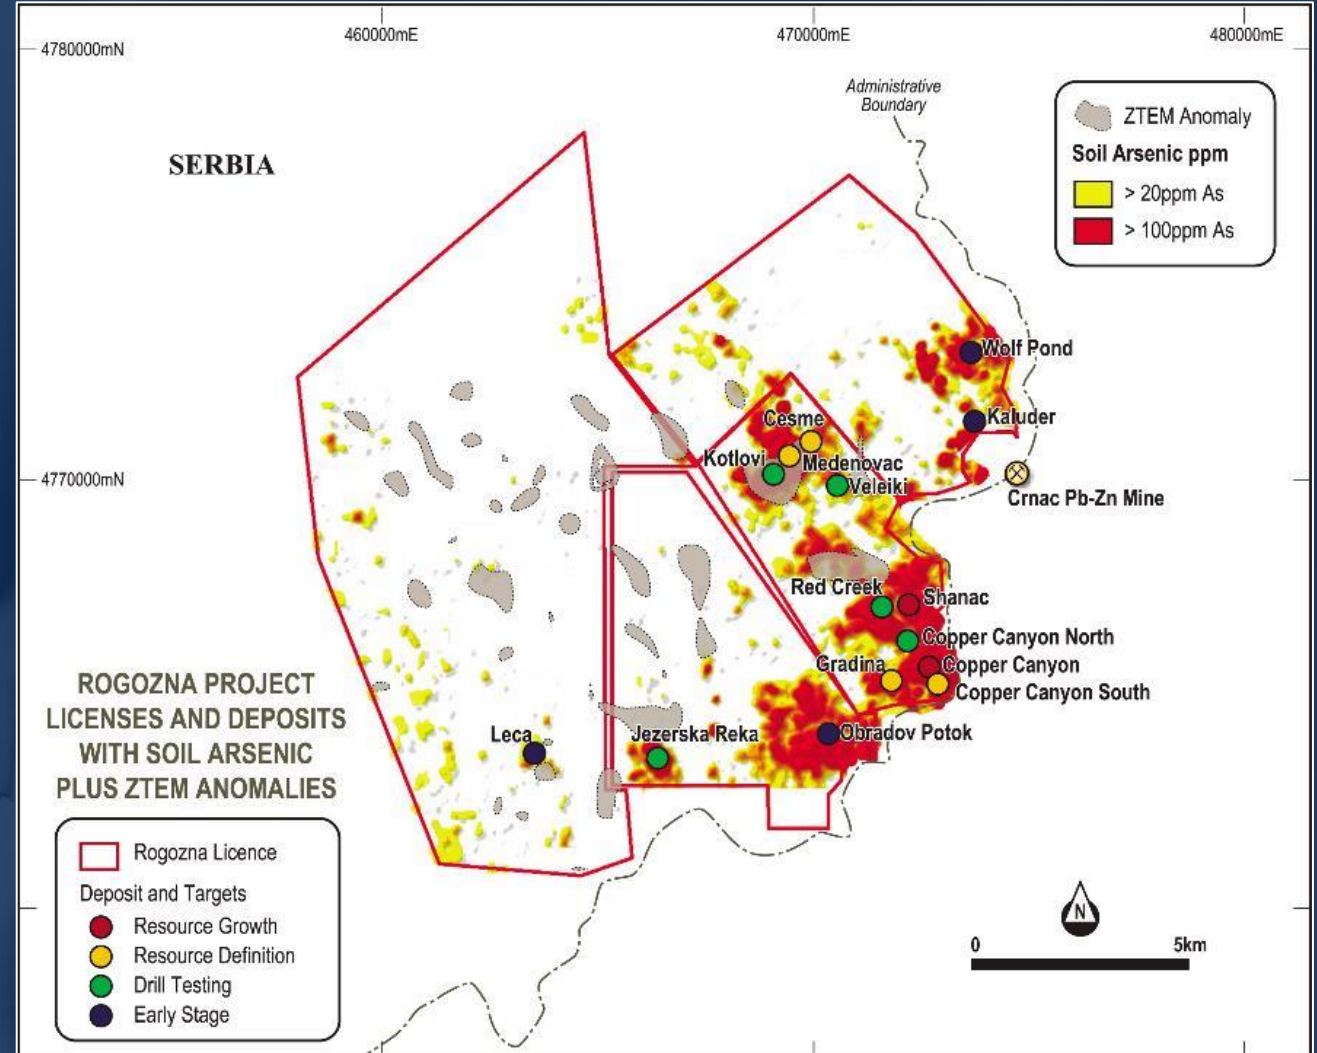 460000mE
470000mE
480000mE
4780000mN
Administrative
Boundary
ZTEM Anomaly
Soil Arsenic ppm
> 20ppm As
> 100ppm As
SERBIA
Wolf Pond
Cesme
Kaluder
Kotlovi
Medenovac
4770000mN
Veleiki
Crnac Pb-Zn Mine
Red Creek
Shanac
Copper Canyon North
Gradina
Copper Canyon
Copper Canyon South
ROGOZNA PROJECT
LICENSES AND DEPOSITS
WITH SOIL ARSENIC
PLUS ZTEM ANOMALIES
Leca
Jezerska Reka
Obradov Potok
Rogozna Licence
Deposit and Targets
Resource Growth
Resource Definition
Drill Testing
Early Stage
N
0 5km